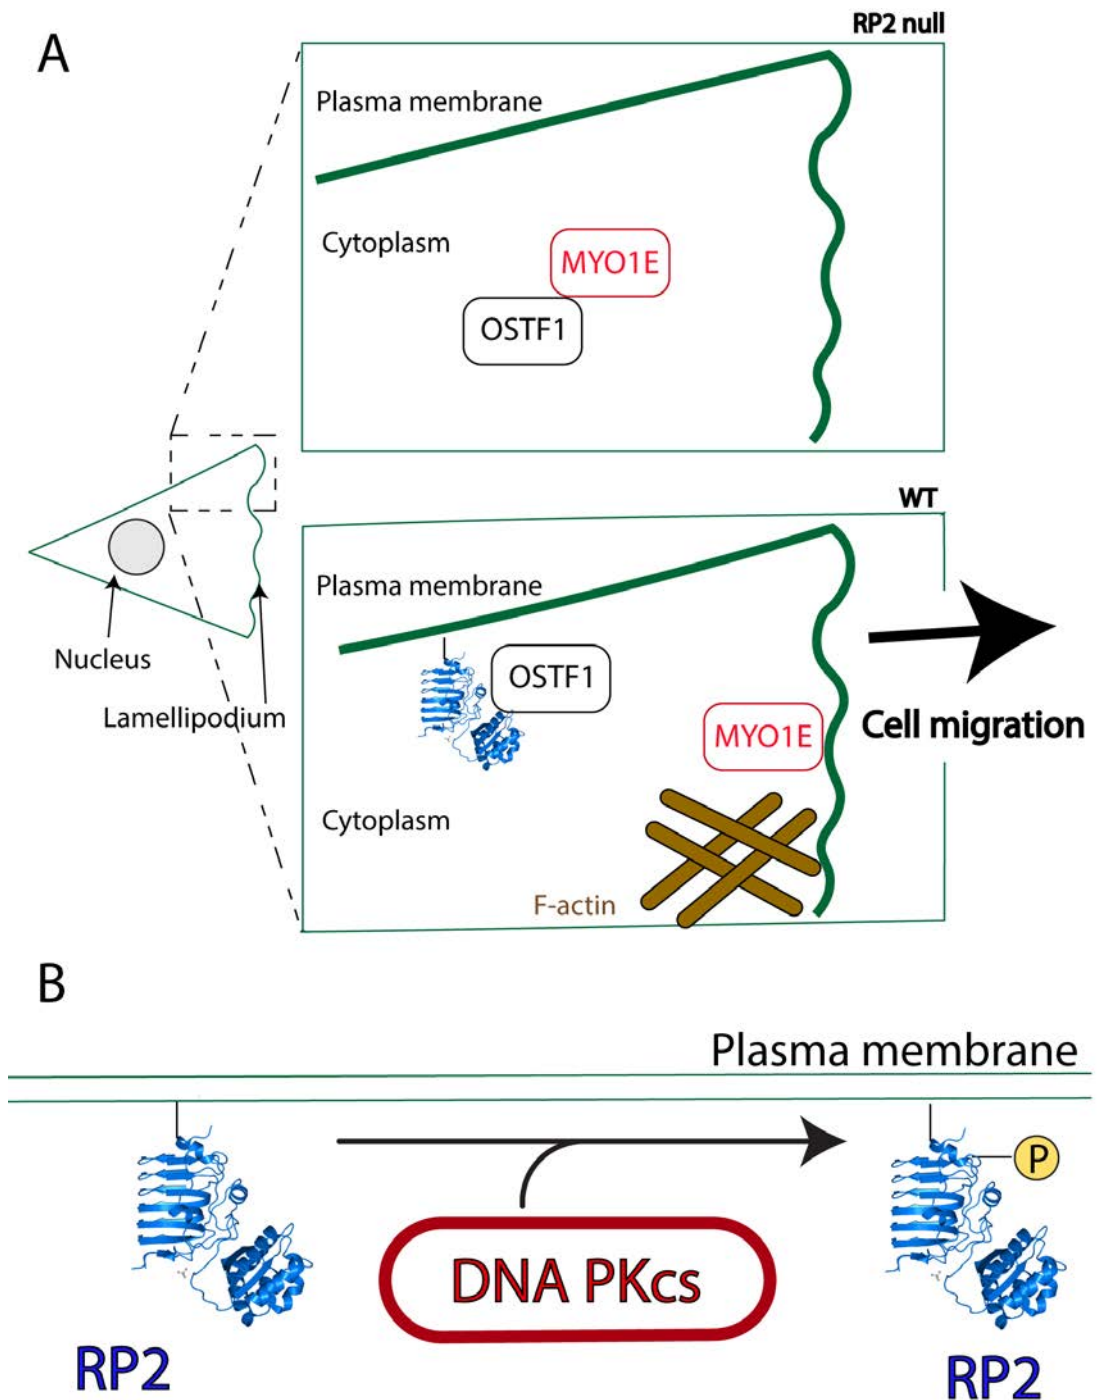 A
RP2 null
Plasma membrane
Cytoplasm
MYO1E
OSTF1
WT
Plasma membrane
OSTF1
Nucleus
Lamellipodium
MYO1E
Cell migration
Cytoplasm
F-actin
B
Plasma membrane
P
DNA PKcs
RP2
RP2